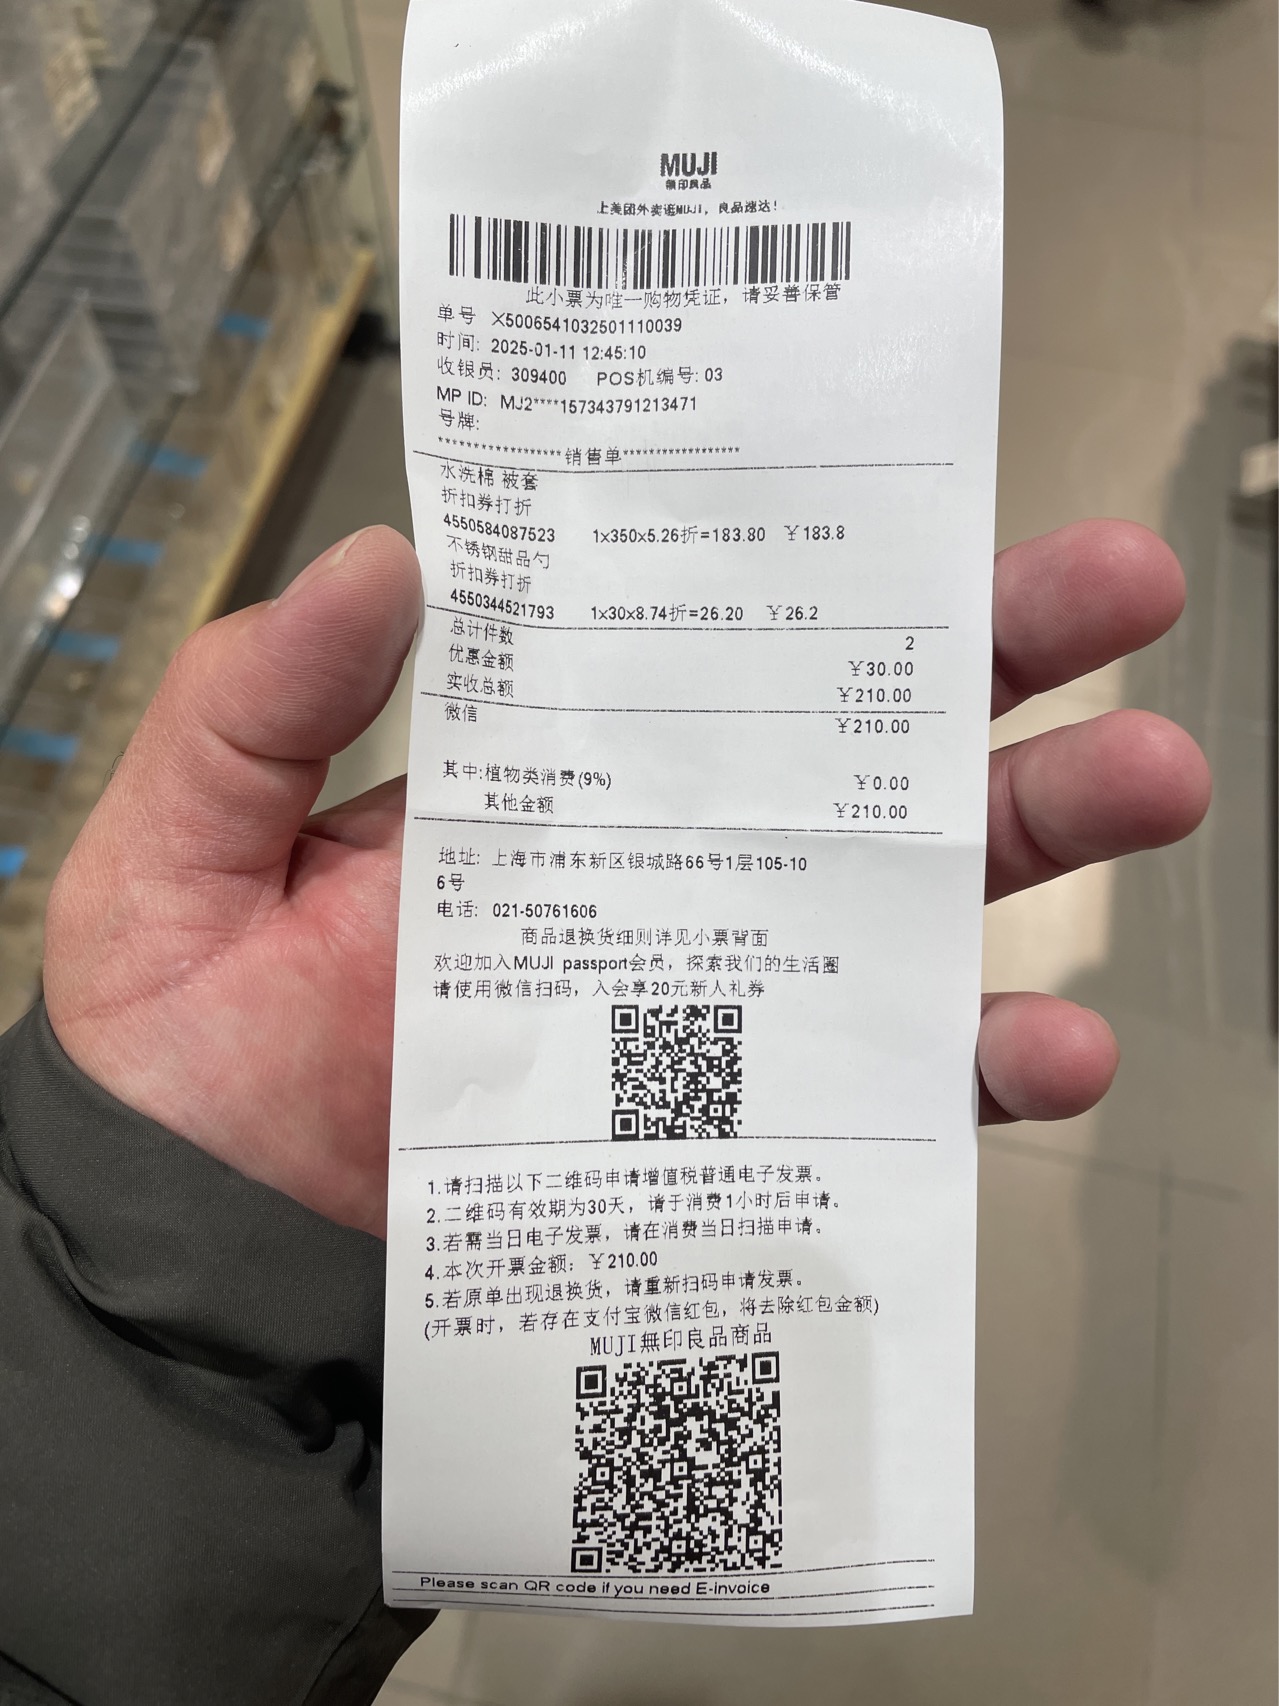 MUJI
無印良品
上美团外卖逛MUJI，良品速达！
此小票为唯一购物凭证，请妥善保管
单号 X5006541032501110039
时间: 2025-01-11 12:45:10
收银员: 309400 POS机编号: 03
MP ID: MJ2****157343791213471
号牌:
******************销售单******************
水洗棉 被套
折扣券打折
4550584087523 1x350x5.26折=183.80 ¥183.8
不锈钢甜品勺
折扣券打折
4550344521793 1x30x8.74折=26.20 ¥26.2
总计件数 2
优惠金额 ¥30.00
实收总额 ¥210.00
微信 ¥210.00
其中:植物类消费(9%) ¥0.00
其他金额 ¥210.00
地址: 上海市浦东新区银城路66号1层105-10
6号
电话: 021-50761606
商品退换货细则详见小票背面
欢迎加入MUJI passport会员，探索我们的生活圈
请使用微信扫码，入会享20元新人礼券
1.请扫描以下二维码申请增值税普通电子发票。
2.二维码有效期为30天，请于消费1小时后申请。
3.若需当日电子发票，请在消费当日扫描申请。
4.本次开票金额：¥210.00
5.若原单出现退换货，请重新扫码申请发票。
(开票时，若存在支付宝微信红包，将去除红包金额)
MUJI無印良品商品
Please scan QR code if you need E-invoice